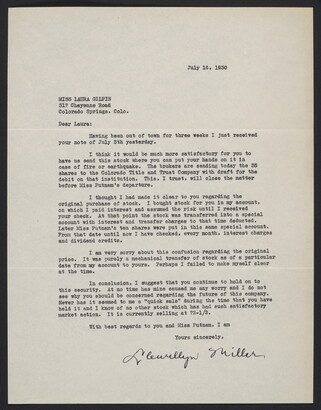 July 16, 1930
MISS LAURA GILPIN
317 Cheyenne Road
Colorado Springs, Colo.
Dear Laura:
Having been out of town for three weeks I just received
your note of July 5th yesterday.
I think it would be much more satisfactory for you to
have us send this stock where you can put your hands on it in
case of fire or earthquake. The brokers are sending today the 35
shares to the Colorado Title and Trust Company with draft for the
debit on that institution. This, I trust, will close the matter
before Miss Putnam's departure.
I thought I had made it clear to you regarding the
original purchase of stock. I bought stock for you in my account,
on which I paid interest and assumed the risk until I received
your check. At that point the stock was transferred into a special
account with interest and transfer charges to that time deducted.
Later Miss Putnam's ten shares were put in this same special account.
From that date until now I have checked, every month, interest charges
and dividend credits.
I am very sorry about this confusion regarding the original
price. It was purely a mechanical transfer of stock as of a particular
date from my account to yours. Perhaps I failed to make myself clear
at the time.
In conclusion, I suggest that you continue to hold on to
this security. At no time has mine caused me any worry and I do not
see why you should be concerned regarding the future of this company.
Never has it seemed to me a "quick sale" during the time that you have
held it and I know of no other stock which has had such satisfactory
market action. It is currently selling at 75-1/2.
With best regards to you and Miss Putnam, I am
Yours sincerely,
Llewellyn Miller